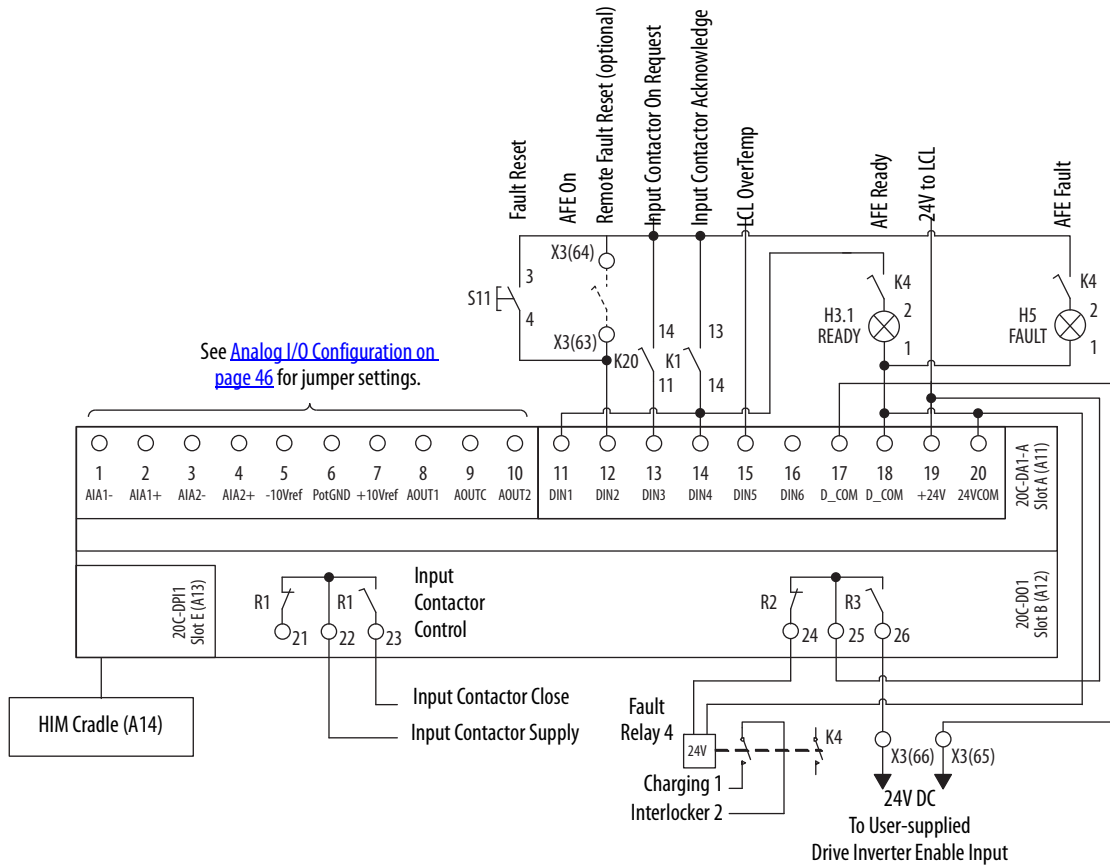 Fault Reset
AFE On
Remote Fault Reset (optional)
Input Contactor On Request
Input Contactor Acknowledge
LCL OverTemp
AFE Ready
24V to LCL
AFE Fault
X3(64)
3
S11
4
X3(63)
K20
14
11
K1
13
14
K4
H3.1
READY
2
1
K4
H5
FAULT
2
1
See Analog I/O Configuration on
page 46 for jumper settings.
1 2 3 4 5 6 7 8 9 10 11 12 13 14 15 16 17 18 19 20
AIA1- AIA1+ AIA2- AIA2+ -10Vref PotGND +10Vref AOUT1 AOUTC AOUT2 DIN1 DIN2 DIN3 DIN4 DIN5 DIN6 D_COM D_COM +24V 24VCOM
20C-DA1-A
Slot A (A11)
20C-DPI1
Slot E (A13)
R1
R1
21
22
23
Input
Contactor
Control
R2
R3
24
25
26
20C-DO1
Slot B (A12)
HIM Cradle (A14)
Input Contactor Close
Input Contactor Supply
Fault
Relay 4
24V
K4
Charging 1
Interlocker 2
X3(66)
X3(65)
24V DC
To User-supplied
Drive Inverter Enable Input